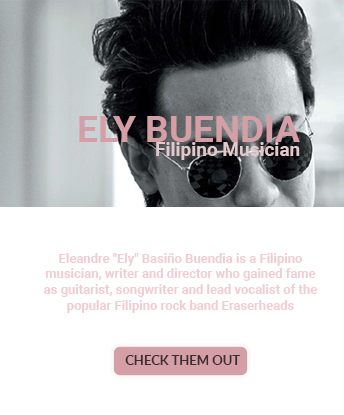 ELY BUENDIA
Filipino Musician
Eleandre "Ely" Basiño Buendia is a Filipino
musician, writer and director who gained fame
as guitarist, songwriter and lead vocalist of the
popular Filipino rock band Eraserheads
CHECK THEM OUT